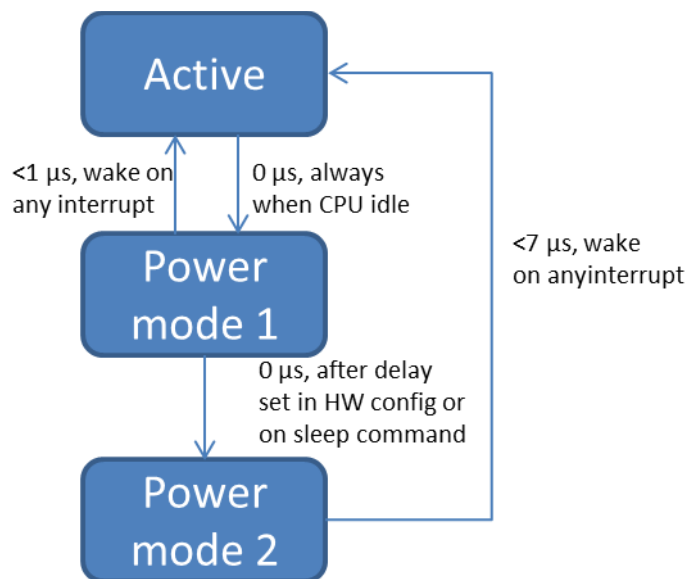 Active
<1 µs, wake on
any interrupt
0 µs, always
when CPU idle
Power
mode 1
<7 µs, wake
on anyinterrupt
0 µs, after delay
set in HW config or
on sleep command
Power
mode 2